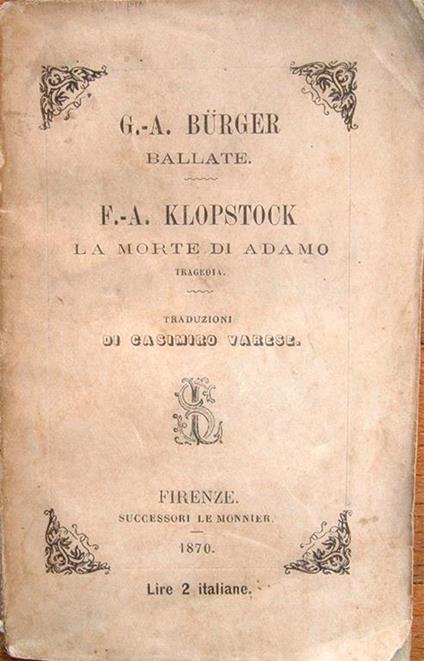 G.-A. BÜRGER
BALLATE.
F.-A. KLOPSTOCK
LA MORTE DI ADAMO
TRAGEDIA.
TRADUZIONI
DI CASIMIRO VARESE.
FIRENZE.
SUCCESSORI LE MONNIER.
1870.
Lire 2 italiane.